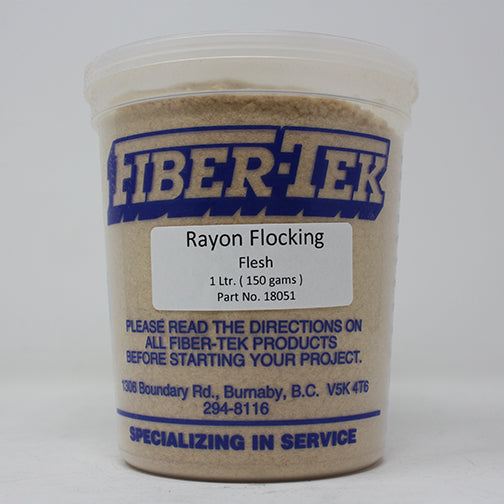 FIBER-TEK
Rayon Flocking
Flesh
1 Ltr. ( 150 gams )
Part No. 18051
PLEASE READ THE DIRECTIONS ON
ALL FIBER-TEK PRODUCTS
BEFORE STARTING YOUR PROJECT.
1306 Boundary Rd., Burnaby, B.C. V5K 4T6
294-8116
SPECIALIZING IN SERVICE